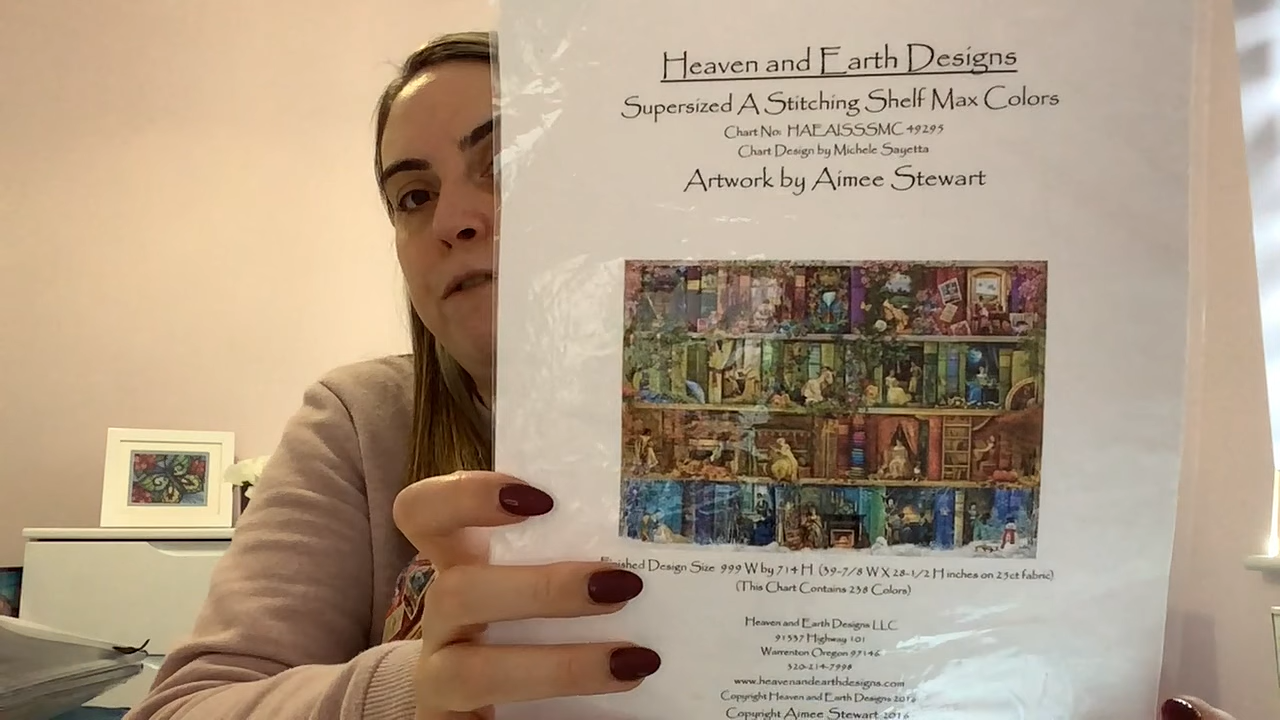 Heaven and Earth Designs
Supersized A Stitching Shelf Max Colors
Chart No: HAEAISSSMC 49295
Chart Design by Michele Sayetta
Artwork by Aimee Stewart
Finished Design Size 999 W by 714 H (39-7/8 W X 28-1/2 H inches on 25ct fabric)
(This Chart Contains 238 Colors)
Heaven and Earth Designs LLC
91537 Highway 101
Warrenton Oregon 97146
520-214-7998
www.heavenandearthdesigns.com
Copyright Heaven and Earth Designs
Copyright Aimee Stewart 2016